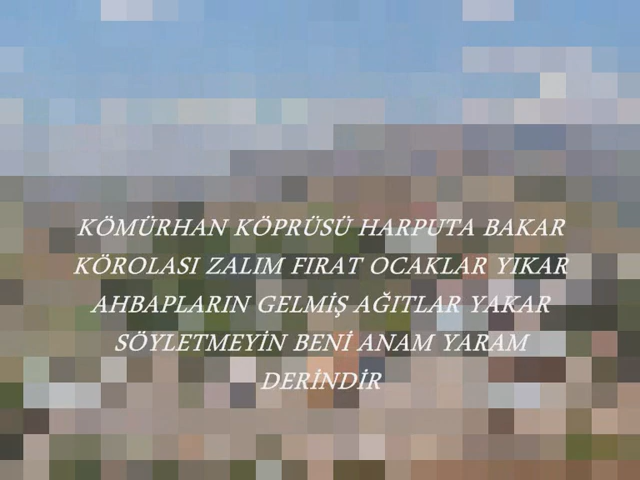 KÖMÜRHAN KÖPRÜSÜ HARPUTA BAKAR
KÖROLASI ZALIM FIRAT OCAKLAR YIKAR
AHBAPLARIN GELMİŞ AĞITLAR YAKAR
SÖYLETMEYİN BENİ ANAM YARAM
DERİNDİR